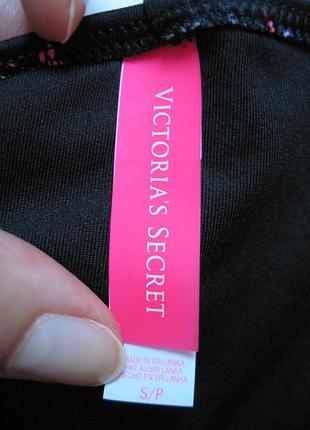 VICTORIA'S SECRET
MADE IN SRI LANKA
FAIT AU SRI LANKA
HECHO EN SRI LANKA
S/P